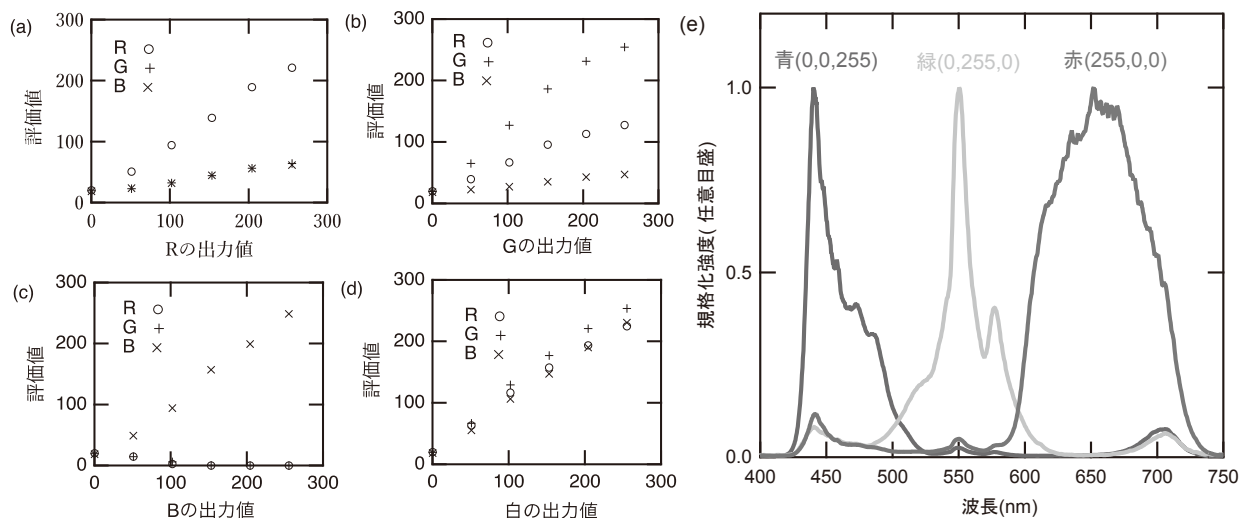 (a)
300
200
100
0
R
G
B
評価値
0
100
200
300
Rの出力値
(b)
300
200
100
0
R
G
B
評価値
0
100
200
300
Gの出力値
(c)
300
200
100
0
R
G
B
評価値
0
100
200
300
Bの出力値
(d)
300
200
100
0
R
G
B
評価値
0
100
200
300
白の出力値
(e)
青(0,0,255)
緑(0,255,0)
赤(255,0,0)
1.0
0.5
0.0
規格化強度( 任意目盛)
400
450
500
550
600
650
700
750
波長(nm)